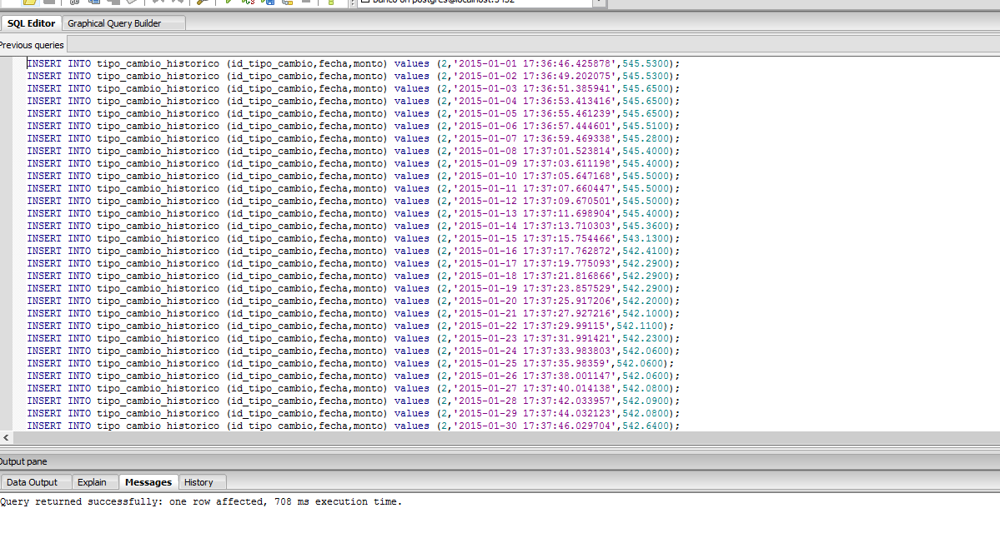 Banco on postgres@localhost:5432
SQL Editor Graphical Query Builder
Previous queries
INSERT INTO tipo_cambio_historico (id_tipo_cambio,fecha,monto) values (2,'2015-01-01 17:36:46.425878',545.5300);
INSERT INTO tipo_cambio_historico (id_tipo_cambio,fecha,monto) values (2,'2015-01-02 17:36:49.202075',545.5300);
INSERT INTO tipo_cambio_historico (id_tipo_cambio,fecha,monto) values (2,'2015-01-03 17:36:51.385941',545.6500);
INSERT INTO tipo_cambio_historico (id_tipo_cambio,fecha,monto) values (2,'2015-01-04 17:36:53.413416',545.6500);
INSERT INTO tipo_cambio_historico (id_tipo_cambio,fecha,monto) values (2,'2015-01-05 17:36:55.461239',545.6500);
INSERT INTO tipo_cambio_historico (id_tipo_cambio,fecha,monto) values (2,'2015-01-06 17:36:57.444601',545.5100);
INSERT INTO tipo_cambio_historico (id_tipo_cambio,fecha,monto) values (2,'2015-01-07 17:36:59.469338',545.2800);
INSERT INTO tipo_cambio_historico (id_tipo_cambio,fecha,monto) values (2,'2015-01-08 17:37:01.523814',545.4000);
INSERT INTO tipo_cambio_historico (id_tipo_cambio,fecha,monto) values (2,'2015-01-09 17:37:03.611198',545.4000);
INSERT INTO tipo_cambio_historico (id_tipo_cambio,fecha,monto) values (2,'2015-01-10 17:37:05.647168',545.5000);
INSERT INTO tipo_cambio_historico (id_tipo_cambio,fecha,monto) values (2,'2015-01-11 17:37:07.660447',545.5000);
INSERT INTO tipo_cambio_historico (id_tipo_cambio,fecha,monto) values (2,'2015-01-12 17:37:09.670501',545.5000);
INSERT INTO tipo_cambio_historico (id_tipo_cambio,fecha,monto) values (2,'2015-01-13 17:37:11.698904',545.4000);
INSERT INTO tipo_cambio_historico (id_tipo_cambio,fecha,monto) values (2,'2015-01-14 17:37:13.710303',545.3600);
INSERT INTO tipo_cambio_historico (id_tipo_cambio,fecha,monto) values (2,'2015-01-15 17:37:15.754466',543.1300);
INSERT INTO tipo_cambio_historico (id_tipo_cambio,fecha,monto) values (2,'2015-01-16 17:37:17.762872',542.4100);
INSERT INTO tipo_cambio_historico (id_tipo_cambio,fecha,monto) values (2,'2015-01-17 17:37:19.775093',542.2900);
INSERT INTO tipo_cambio_historico (id_tipo_cambio,fecha,monto) values (2,'2015-01-18 17:37:21.816866',542.2900);
INSERT INTO tipo_cambio_historico (id_tipo_cambio,fecha,monto) values (2,'2015-01-19 17:37:23.857529',542.2900);
INSERT INTO tipo_cambio_historico (id_tipo_cambio,fecha,monto) values (2,'2015-01-20 17:37:25.917206',542.2000);
INSERT INTO tipo_cambio_historico (id_tipo_cambio,fecha,monto) values (2,'2015-01-21 17:37:27.927216',542.1000);
INSERT INTO tipo_cambio_historico (id_tipo_cambio,fecha,monto) values (2,'2015-01-22 17:37:29.99115',542.1100);
INSERT INTO tipo_cambio_historico (id_tipo_cambio,fecha,monto) values (2,'2015-01-23 17:37:31.991421',542.2300);
INSERT INTO tipo_cambio_historico (id_tipo_cambio,fecha,monto) values (2,'2015-01-24 17:37:33.983803',542.0600);
INSERT INTO tipo_cambio_historico (id_tipo_cambio,fecha,monto) values (2,'2015-01-25 17:37:35.98359',542.0600);
INSERT INTO tipo_cambio_historico (id_tipo_cambio,fecha,monto) values (2,'2015-01-26 17:37:38.001147',542.0600);
INSERT INTO tipo_cambio_historico (id_tipo_cambio,fecha,monto) values (2,'2015-01-27 17:37:40.014138',542.0800);
INSERT INTO tipo_cambio_historico (id_tipo_cambio,fecha,monto) values (2,'2015-01-28 17:37:42.033957',542.0900);
INSERT INTO tipo_cambio_historico (id_tipo_cambio,fecha,monto) values (2,'2015-01-29 17:37:44.032123',542.0800);
INSERT INTO tipo_cambio_historico (id_tipo_cambio,fecha,monto) values (2,'2015-01-30 17:37:46.029704',542.6400);
Output pane
Data Output Explain Messages History
Query returned successfully: one row affected, 708 ms execution time.